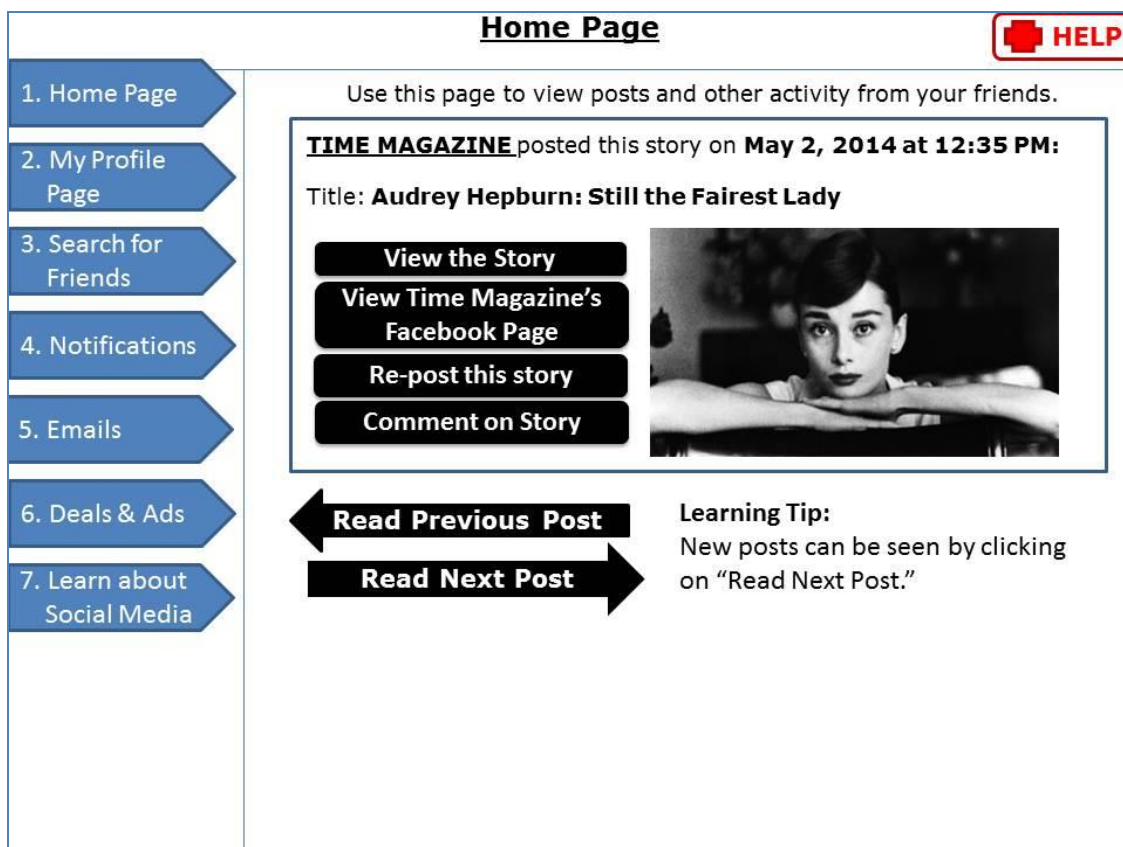 Home Page
HELP
1. Home Page
2. My Profile
Page
3. Search for
Friends
4. Notifications
5. Emails
6. Deals & Ads
7. Learn about
Social Media
Use this page to view posts and other activity from your friends.
TIME MAGAZINE posted this story on May 2, 2014 at 12:35 PM:
Title: Audrey Hepburn: Still the Fairest Lady
View the Story
View Time Magazine’s
Facebook Page
Re-post this story
Comment on Story
Read Previous Post
Read Next Post
Learning Tip:
New posts can be seen by clicking
on “Read Next Post.”